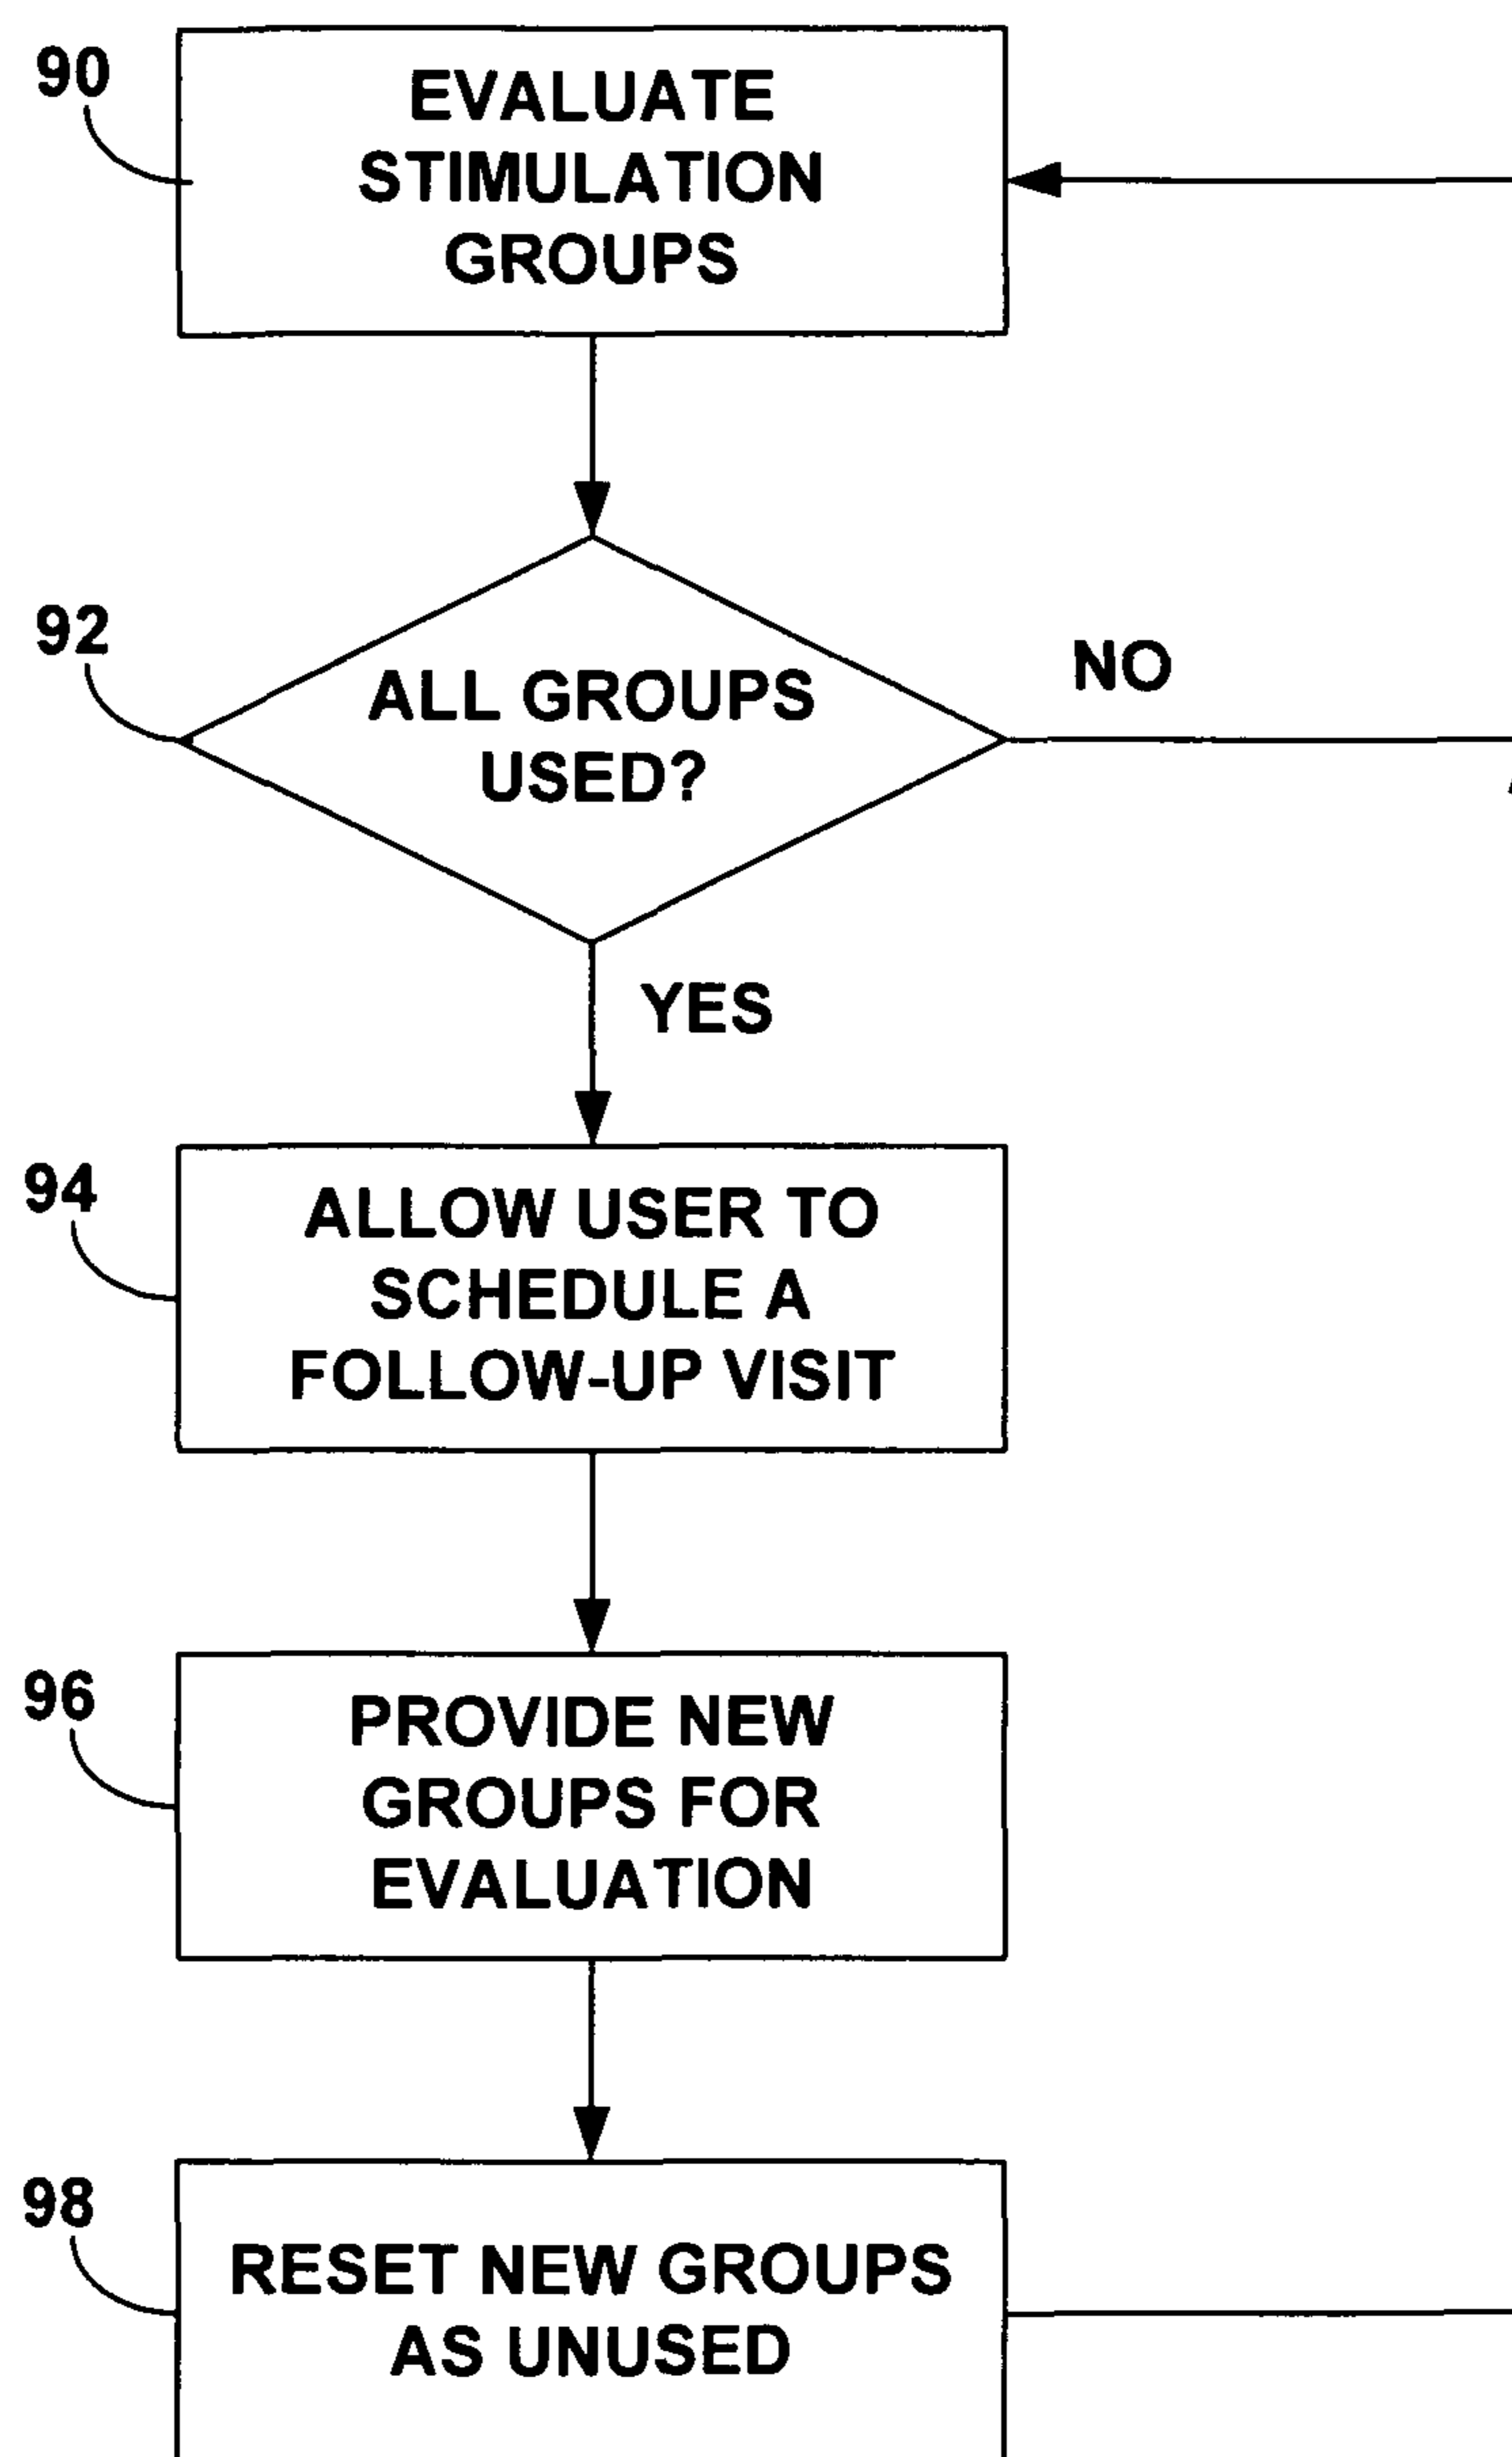 90
EVALUATE
STIMULATION
GROUPS
92
ALL GROUPS
USED?
NO
YES
94
ALLOW USER TO
SCHEDULE A
FOLLOW-UP VISIT
96
PROVIDE NEW
GROUPS FOR
EVALUATION
98
RESET NEW GROUPS
AS UNUSED